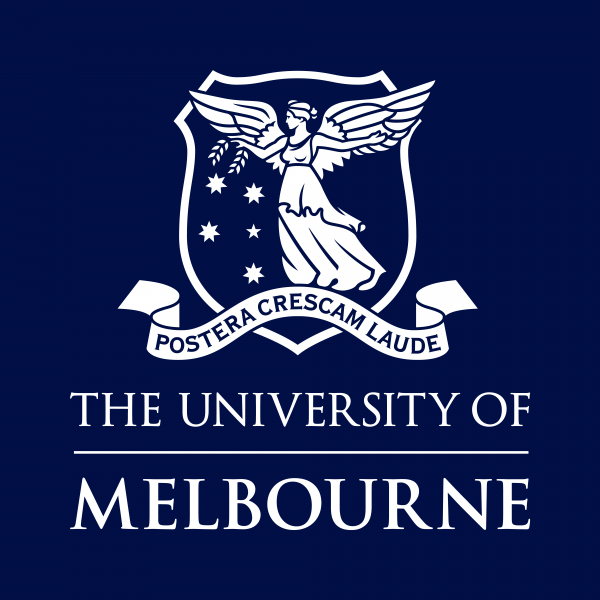 POSTERA CRESCAM LAUDE
THE UNIVERSITY OF
MELBOURNE